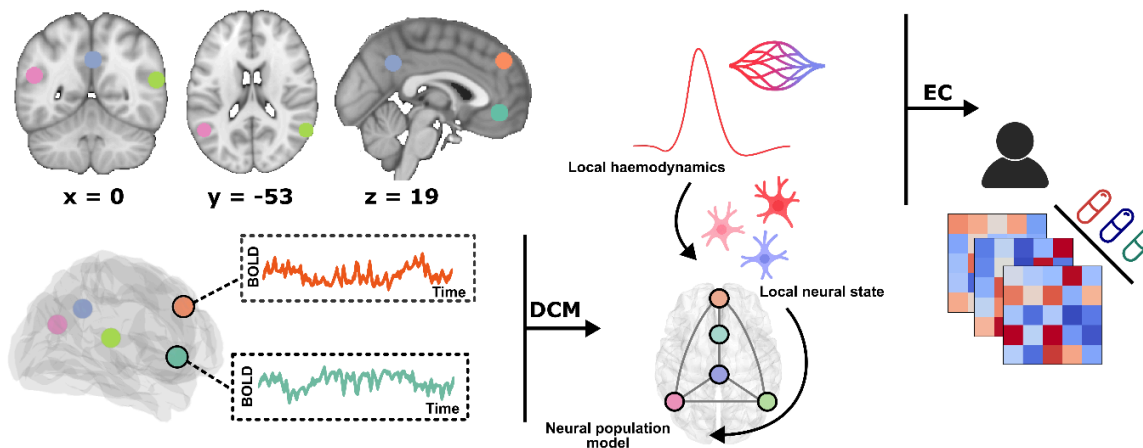 x = 0
y = -53
z = 19
BOLD
Time
BOLD
Time
DCM
Local haemodynamics
Local neural state
Neural population
model
EC